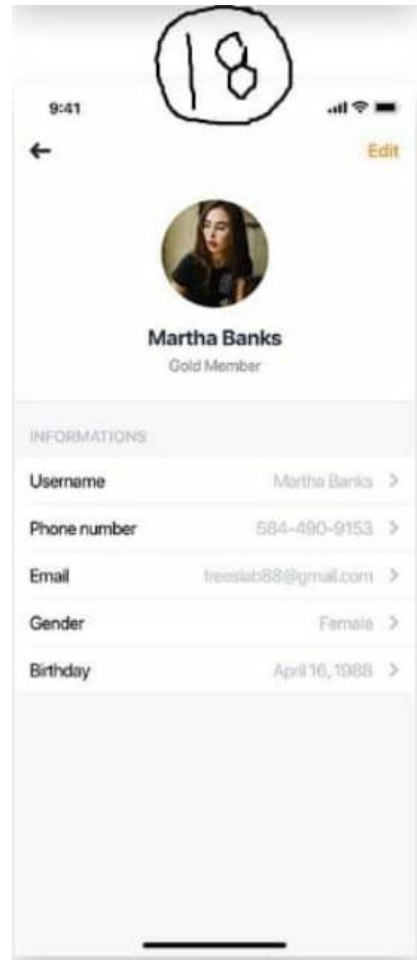 18
9:41
Edit
Martha Banks
Gold Member
INFORMATIONS
Username Martha Banks
Phone number 584-490-9153
Email freeslab88@gmail.com
Gender Female
Birthday April 16, 1988